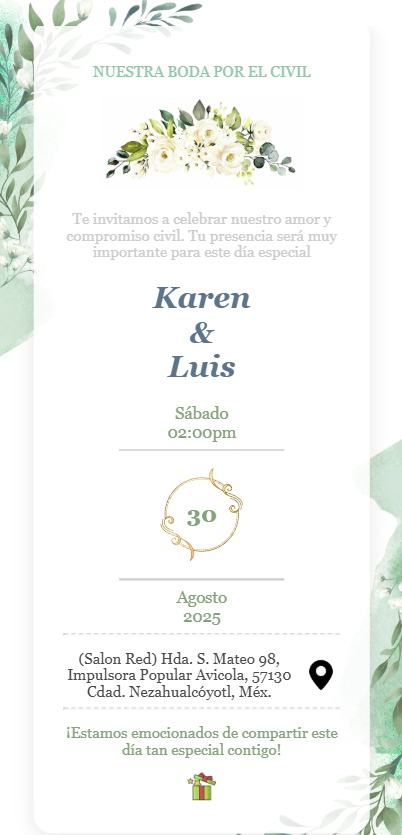 NUESTRA BODA POR EL CIVIL
Te invitamos a celebrar nuestro amor y
compromiso civil. Tu presencia será muy
importante para este día especial
Karen
&
Luis
Sábado
02:00pm
30
Agosto
2025
(Salon Red) Hda. S. Mateo 98,
Impulsora Popular Avicola, 57130
Cdad. Nezahualcóyotl, Méx.
¡Estamos emocionados de compartir este
día tan especial contigo!